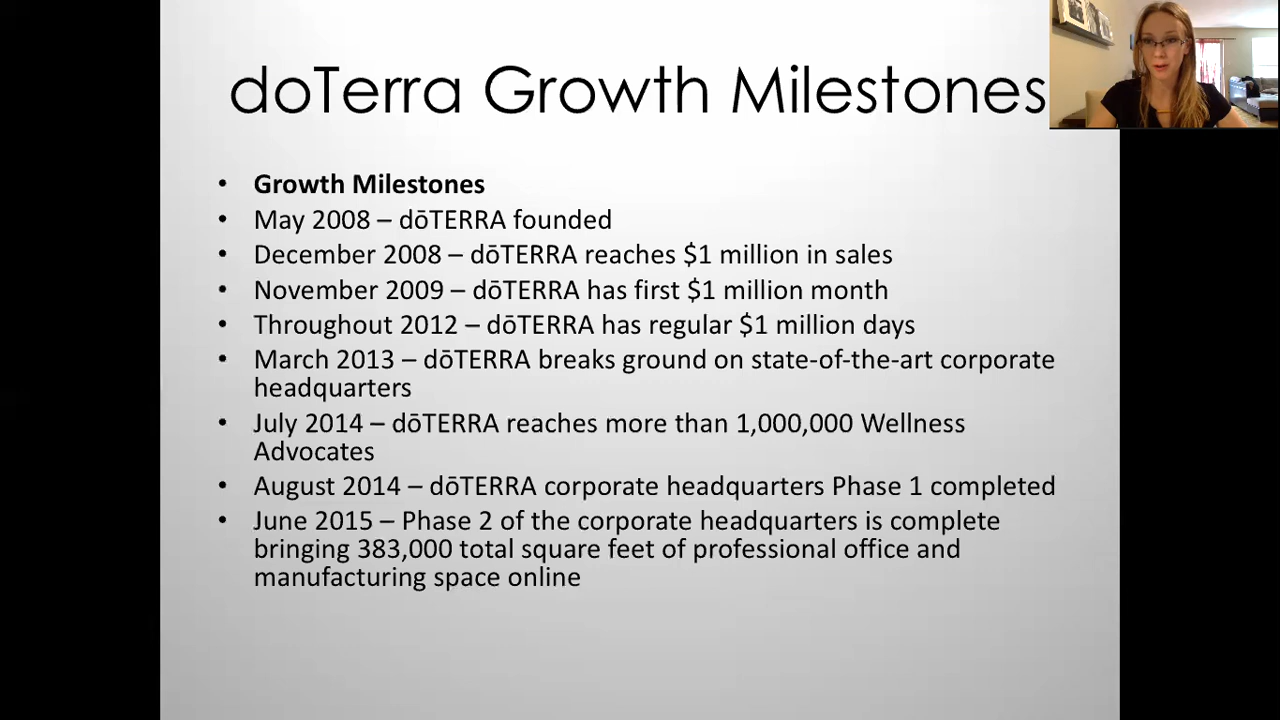 doTerra Growth Milestones
• Growth Milestones
• May 2008 – dōTERRA founded
• December 2008 – dōTERRA reaches $1 million in sales
• November 2009 – dōTERRA has first $1 million month
• Throughout 2012 – dōTERRA has regular $1 million days
• March 2013 – dōTERRA breaks ground on state-of-the-art corporate
headquarters
• July 2014 – dōTERRA reaches more than 1,000,000 Wellness
Advocates
• August 2014 – dōTERRA corporate headquarters Phase 1 completed
• June 2015 – Phase 2 of the corporate headquarters is complete
bringing 383,000 total square feet of professional office and
manufacturing space online